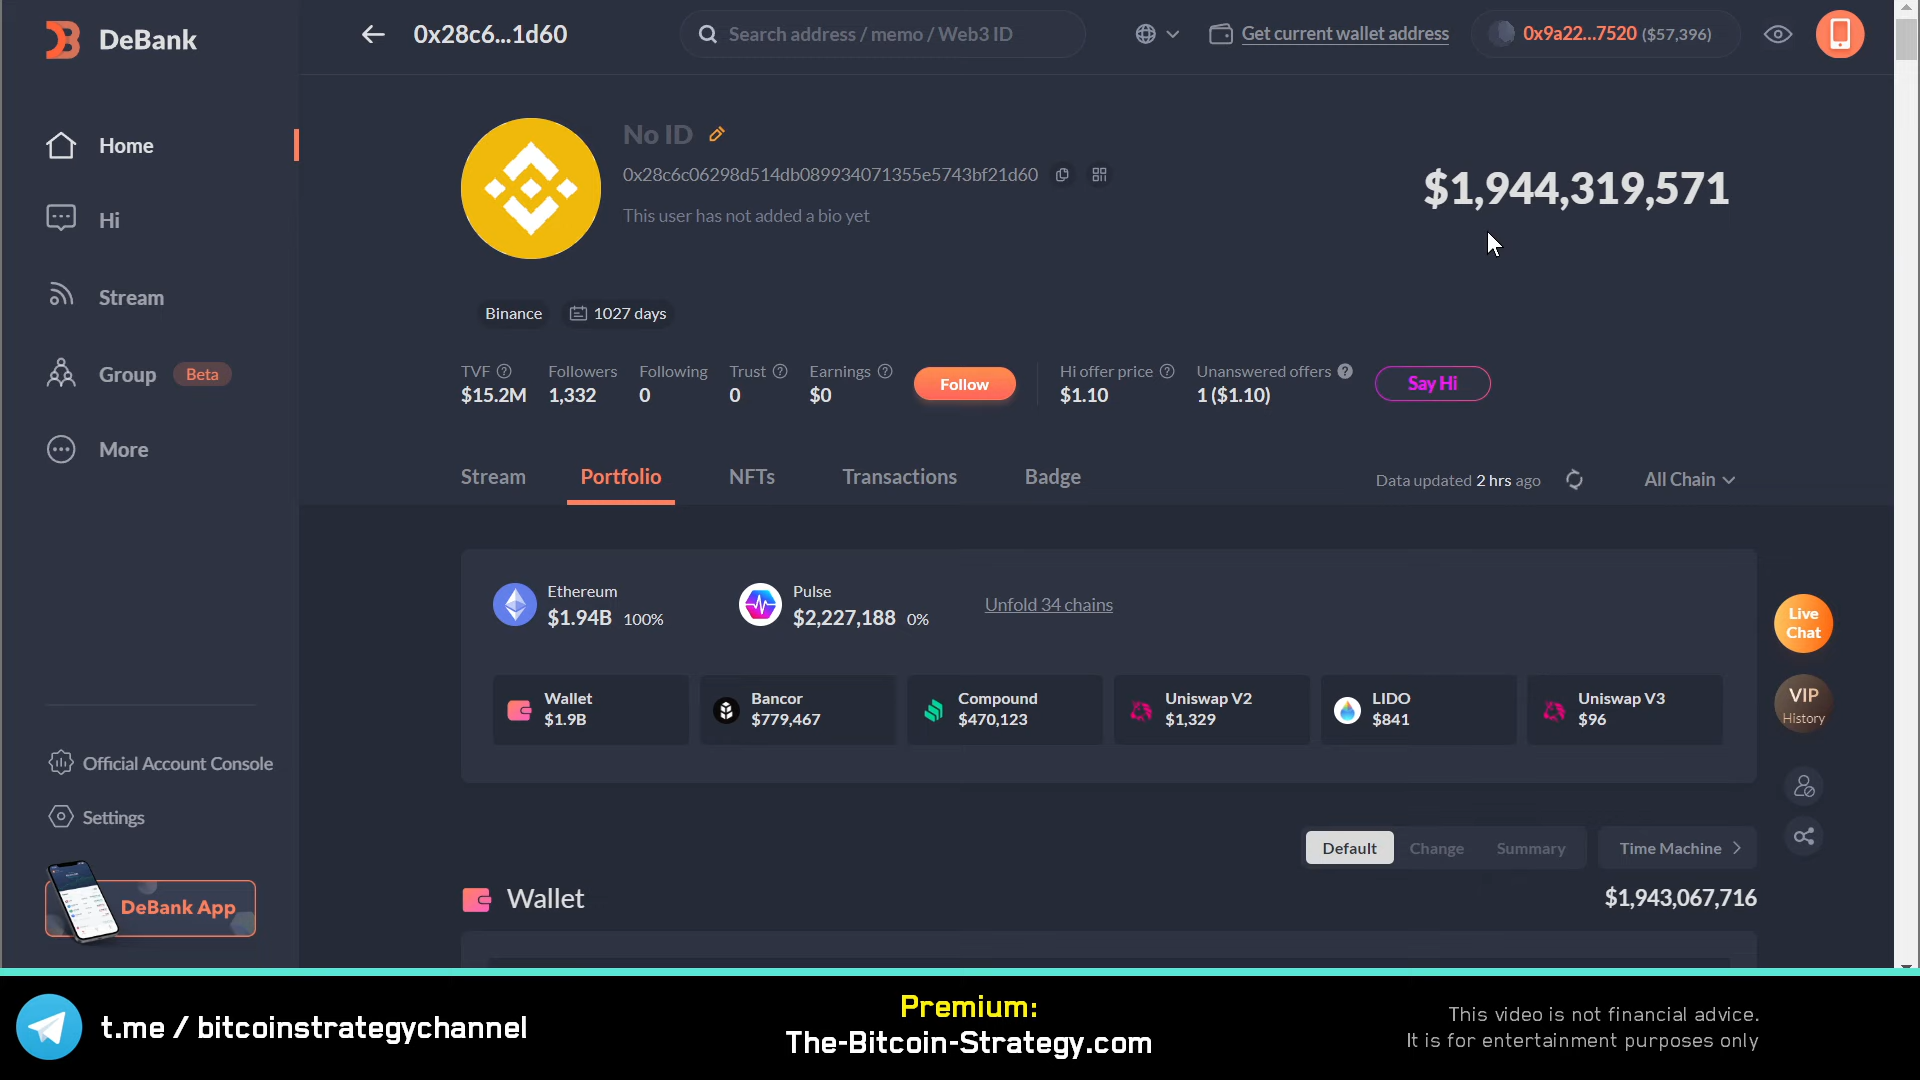 DeBank
0x28c6...1d60
Search address / memo / Web3 ID
Get current wallet address
0x9a22...7520 ($57,396)
Home
Hi
Stream
Group Beta
More
Official Account Console
Settings
DeBank App
No ID
0x28c6c06298d514db089934071355e5743bf21d60
This user has not added a bio yet
$1,944,319,571
Binance
1027 days
TVF
$15.2M
Followers
1,332
Following
0
Trust
0
Earnings
$0
Follow
Hi offer price
$1.10
Unanswered offers
1 ($1.10)
Say Hi
Stream
Portfolio
NFTs
Transactions
Badge
Data updated 2 hrs ago
All Chain
Ethereum
$1.94B 100%
Pulse
$2,227,188 0%
Unfold 34 chains
Wallet
$1.9B
Bancor
$779,467
Compound
$470,123
Uniswap V2
$1,329
LIDO
$841
Uniswap V3
$96
Live
Chat
VIP
History
Default
Change
Summary
Time Machine
Wallet
$1,943,067,716
t.me / bitcoinstrategychannel
Premium:
The-Bitcoin-Strategy.com
This video is not financial advice.
It is for entertainment purposes only